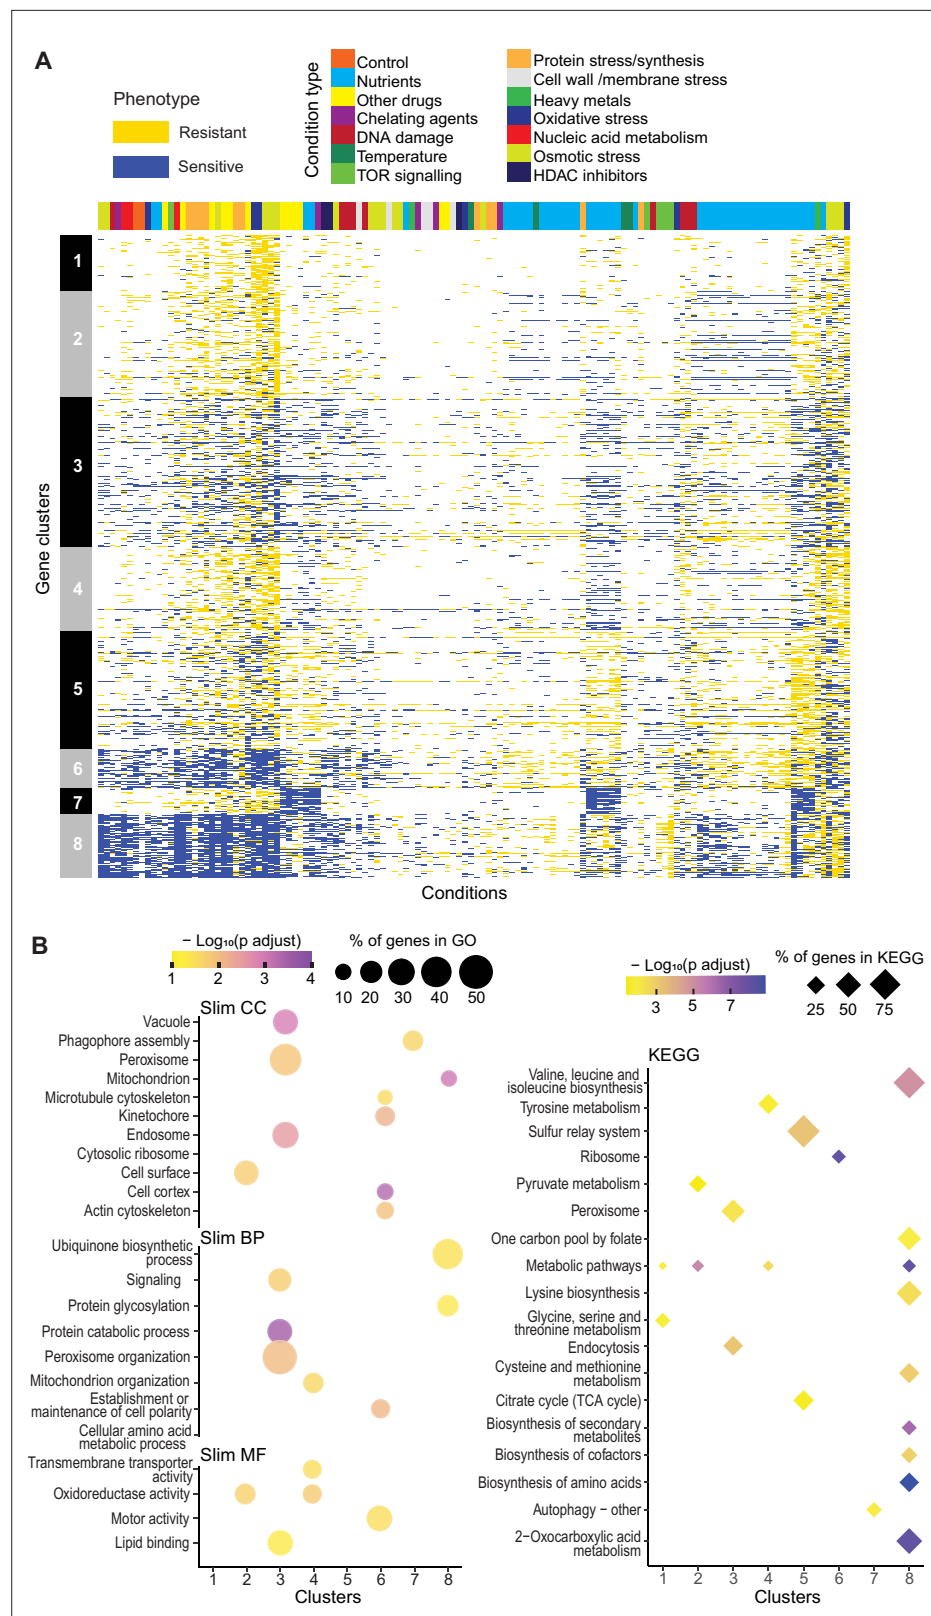 A
Phenotype
Resistant
Sensitive
Condition type
Control
Nutrients
Other drugs
Chelating agents
DNA damage
Temperature
TOR signalling
Protein stress/synthesis
Cell wall /membrane stress
Heavy metals
Oxidative stress
Nucleic acid metabolism
Osmotic stress
HDAC inhibitors
Gene clusters
1
2
3
4
5
6
7
8
Conditions
B
− Log₁₀(p adjust)
1 2 3 4
% of genes in GO
10 20 30 40 50
Slim CC
Vacuole
Phagophore assembly
Peroxisome
Mitochondrion
Microtubule cytoskeleton
Kinetochore
Endosome
Cytosolic ribosome
Cell surface
Cell cortex
Actin cytoskeleton
Slim BP
Ubiquinone biosynthetic
process
Signaling
Protein glycosylation
Protein catabolic process
Peroxisome organization
Mitochondrion organization
Establishment or
maintenance of cell polarity
Cellular amino acid
metabolic process
Slim MF
Transmembrane transporter
activity
Oxidoreductase activity
Motor activity
Lipid binding
1 2 3 4 5 6 7 8
Clusters
− Log₁₀(p adjust)
3 5 7
% of genes in KEGG
25 50 75
KEGG
Valine, leucine and
isoleucine biosynthesis
Tyrosine metabolism
Sulfur relay system
Ribosome
Pyruvate metabolism
Peroxisome
One carbon pool by folate
Metabolic pathways
Lysine biosynthesis
Glycine, serine and
threonine metabolism
Endocytosis
Cysteine and methionine
metabolism
Citrate cycle (TCA cycle)
Biosynthesis of secondary
metabolites
Biosynthesis of cofactors
Biosynthesis of amino acids
Autophagy − other
2−Oxocarboxylic acid
metabolism
1 2 3 4 5 6 7 8
Clusters